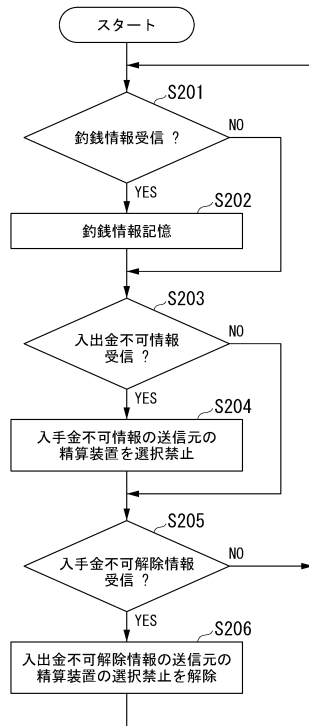 スタート
S201
釣銭情報受信 ?
NO
YES
S202
釣銭情報記憶
S203
入出金不可情報
受信 ?
NO
YES
S204
入手金不可情報の送信元の
精算装置を選択禁止
S205
入手金不可解除情報
受信 ?
NO
YES
S206
入出金不可解除情報の送信元の
精算装置の選択禁止を解除